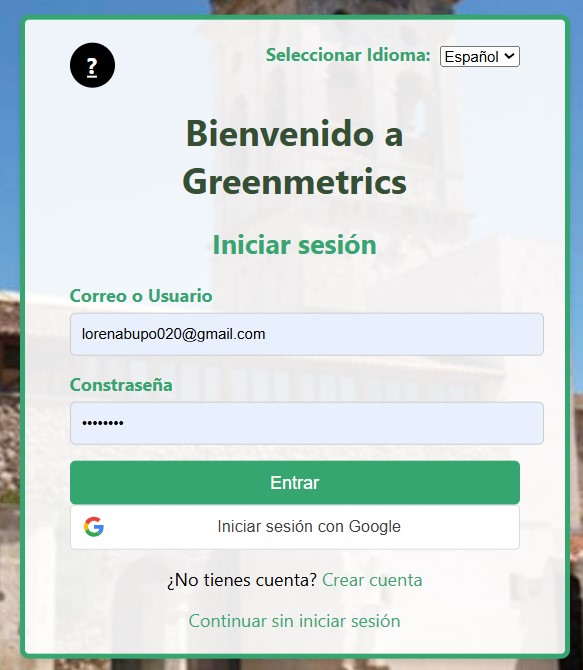 ?
Seleccionar Idioma: Español
Bienvenido a
Greenmetrics
Iniciar sesión
Correo o Usuario
lorenabupo020@gmail.com
Constraseña
••••••••
Entrar
Iniciar sesión con Google
¿No tienes cuenta? Crear cuenta
Continuar sin iniciar sesión